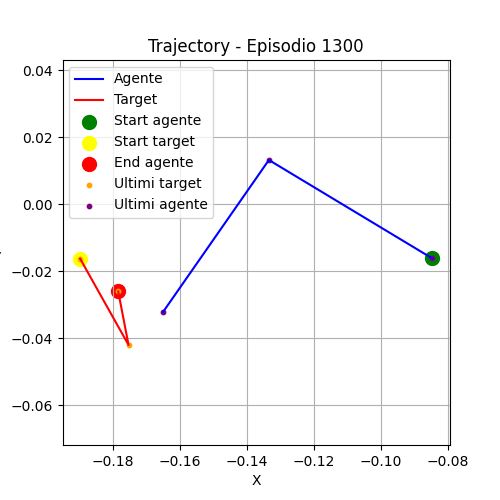 Trajectory - Episodio 1300
Agente
Target
Start agente
Start target
End agente
Ultimi target
Ultimi agente
0.04
0.02
0.00
−0.02
−0.04
−0.06
−0.18
−0.16
−0.14
−0.12
−0.10
−0.08
X